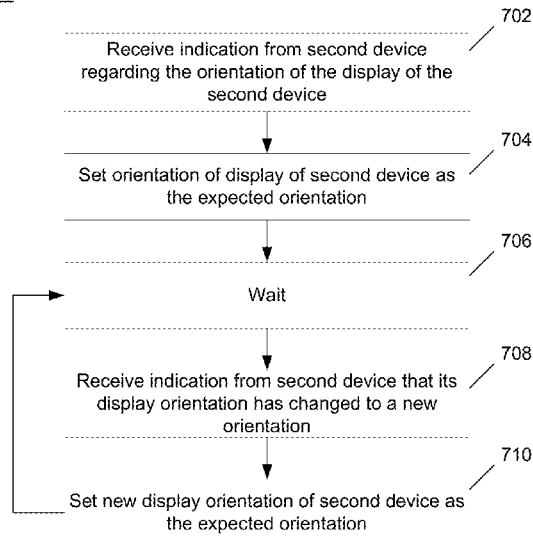 702
Receive indication from second device
regarding the orientation of the display of the
second device
704
Set orientation of display of second device as
the expected orientation
706
Wait
708
Receive indication from second device that its
display orientation has changed to a new
orientation
710
Set new display orientation of second device as
the expected orientation